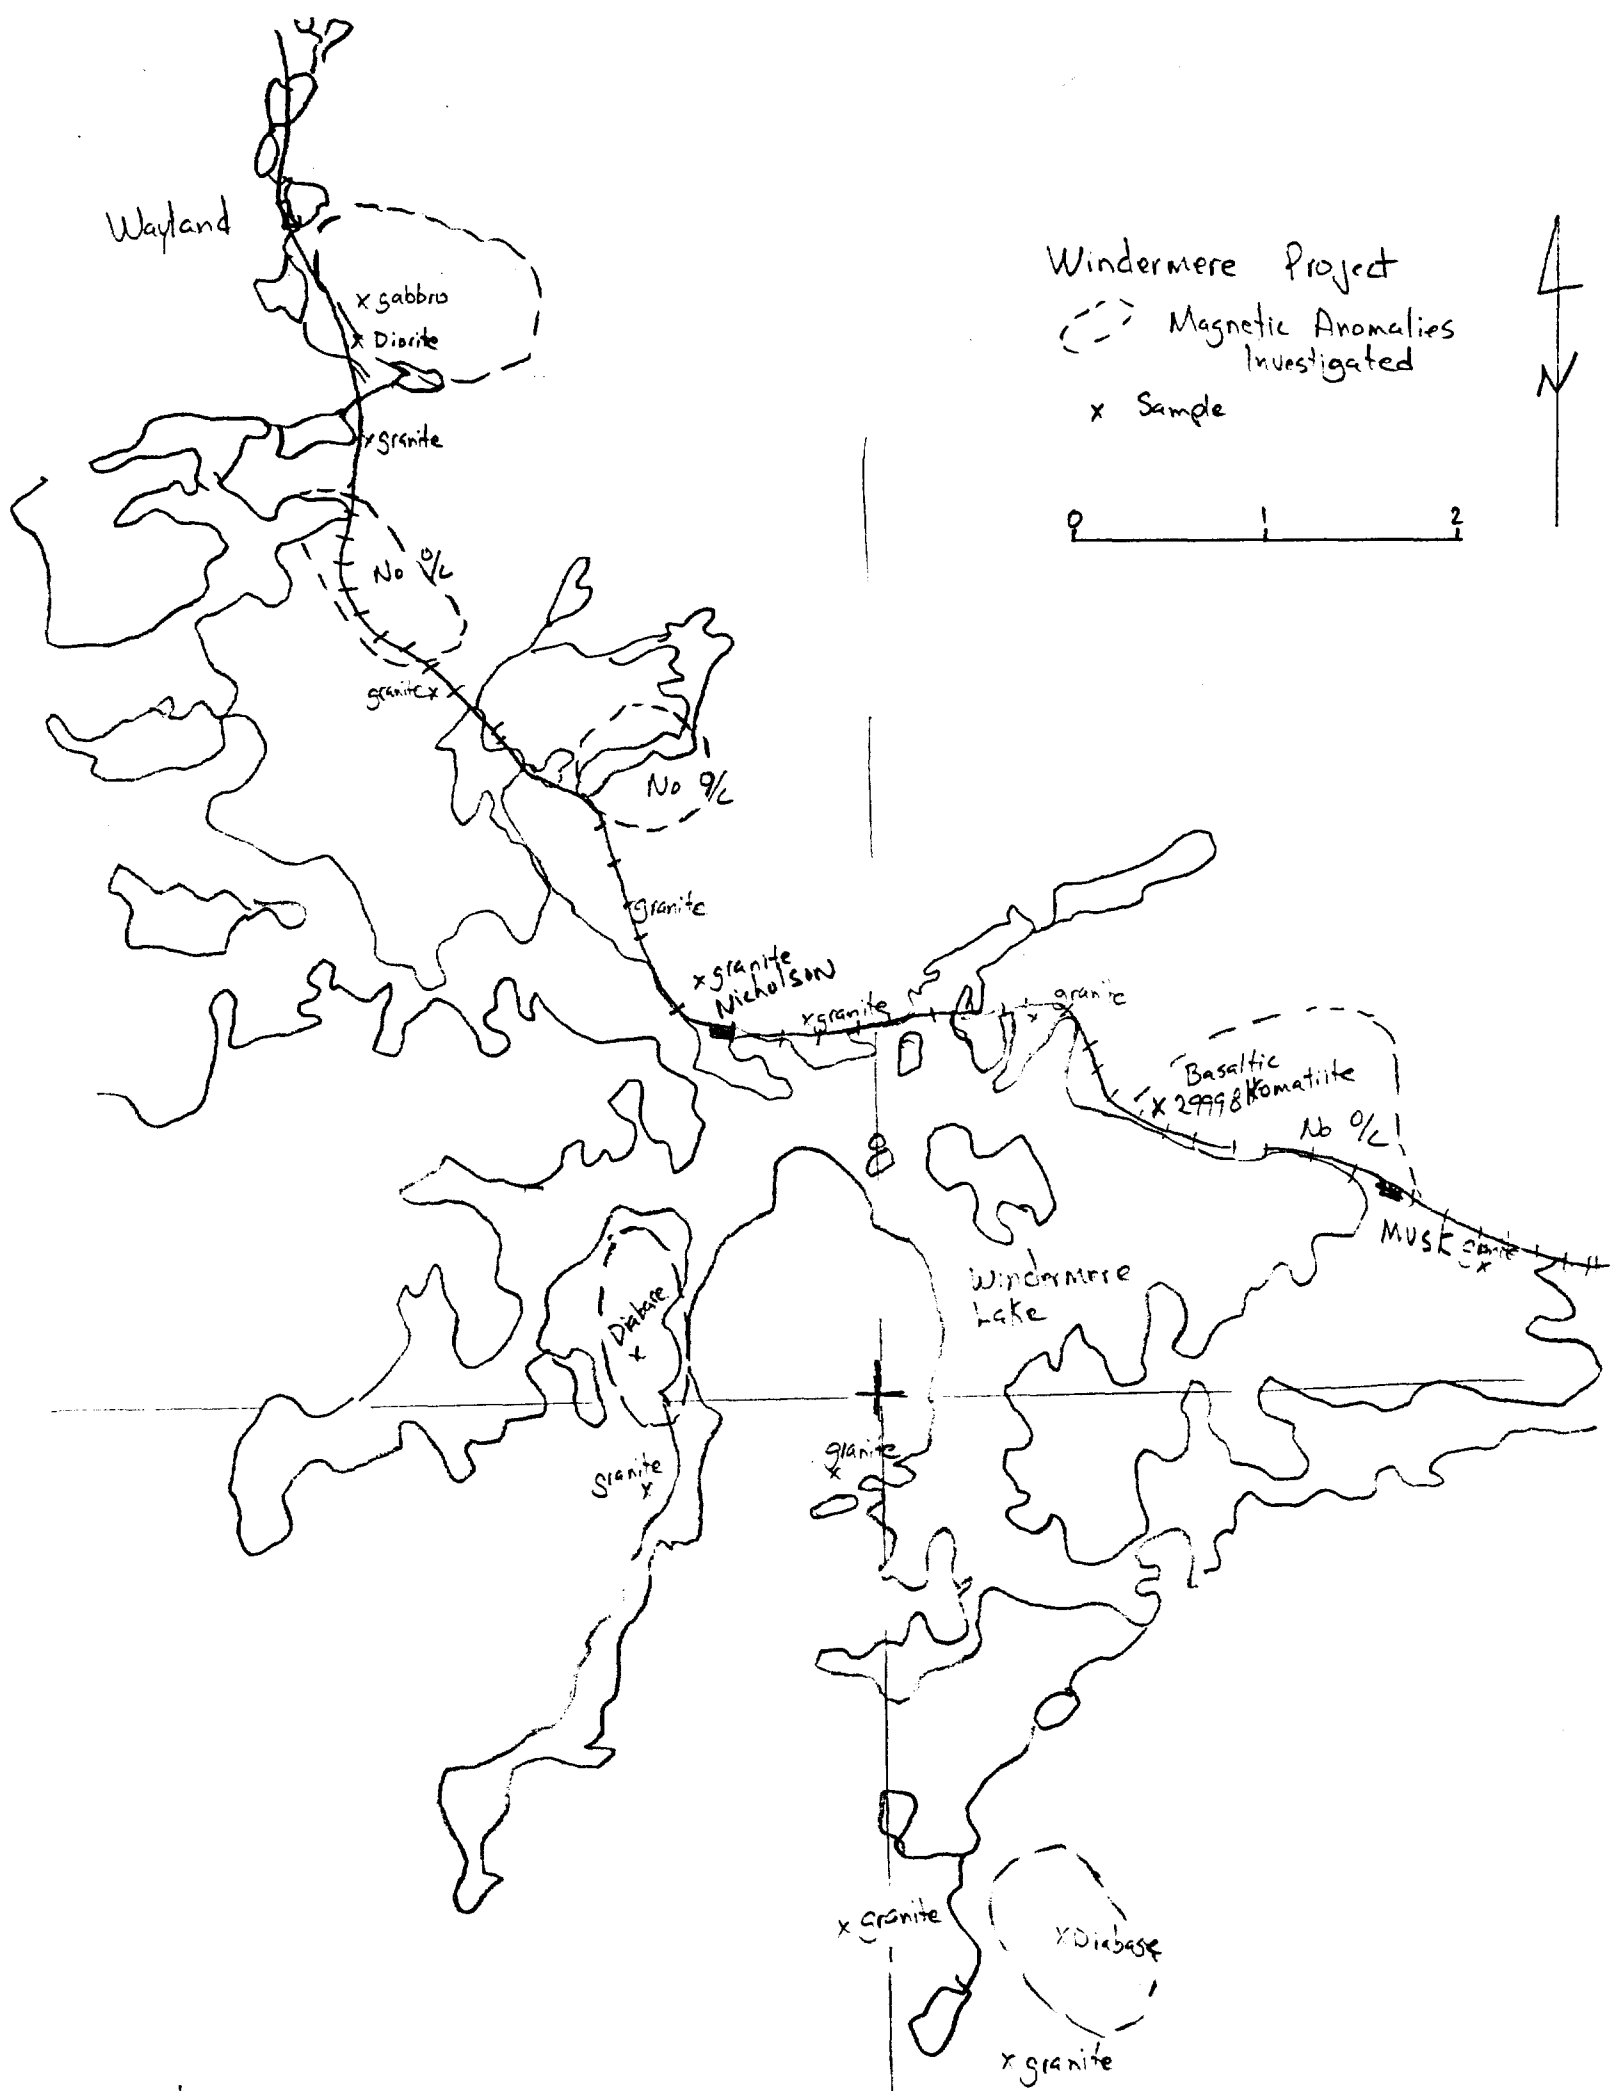 Wayland
x gabbro
x Diorite
Windermere Project
Magnetic Anomalies
Investigated
x Sample
N
0 1 2
x granite
No O/C
granite x
No O/C
granite
x granite
Nicholson
x granite
granite
x
Basaltic
x 29998 Komatiite
No O/C
MUSK
granite
x
Windermere
Lake
Diabase
x
granite
x
granite
x
x granite
x Diabase
x granite